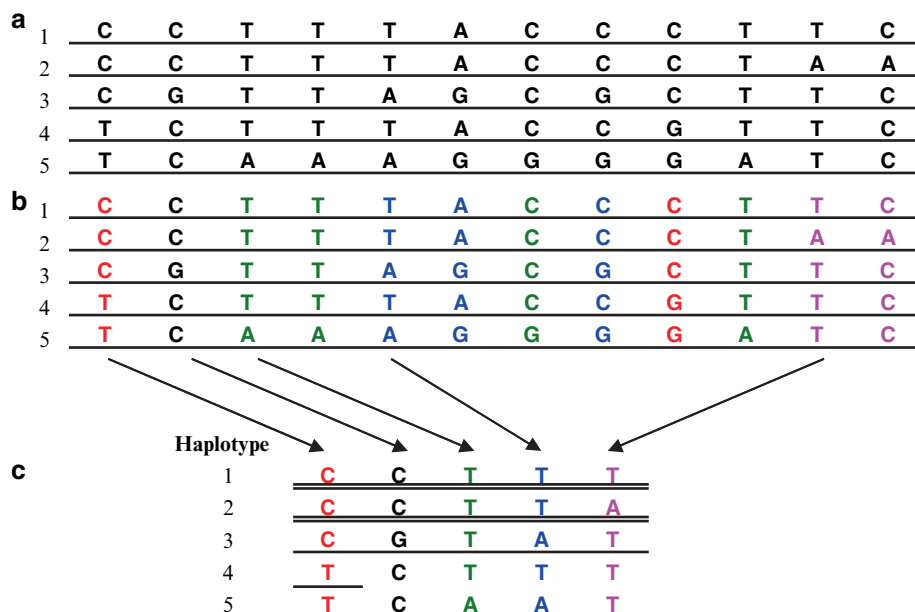 a
1 C C T T T A C C C T T C
2 C C T T T A C C C T A A
3 C G T T A G C G C T T C
4 T C T T T A C C G T T C
5 T C A A A G G G G A T C
b
1 C C T T T A C C C T T C
2 C C T T T A C C C T A A
3 C G T T A G C G C T T C
4 T C T T T A C C G T T C
5 T C A A A G G G G A T C
Haplotype
c
1 C C T T T
2 C C T T A
3 C G T A T
4 T C T T T
5 T C A A T